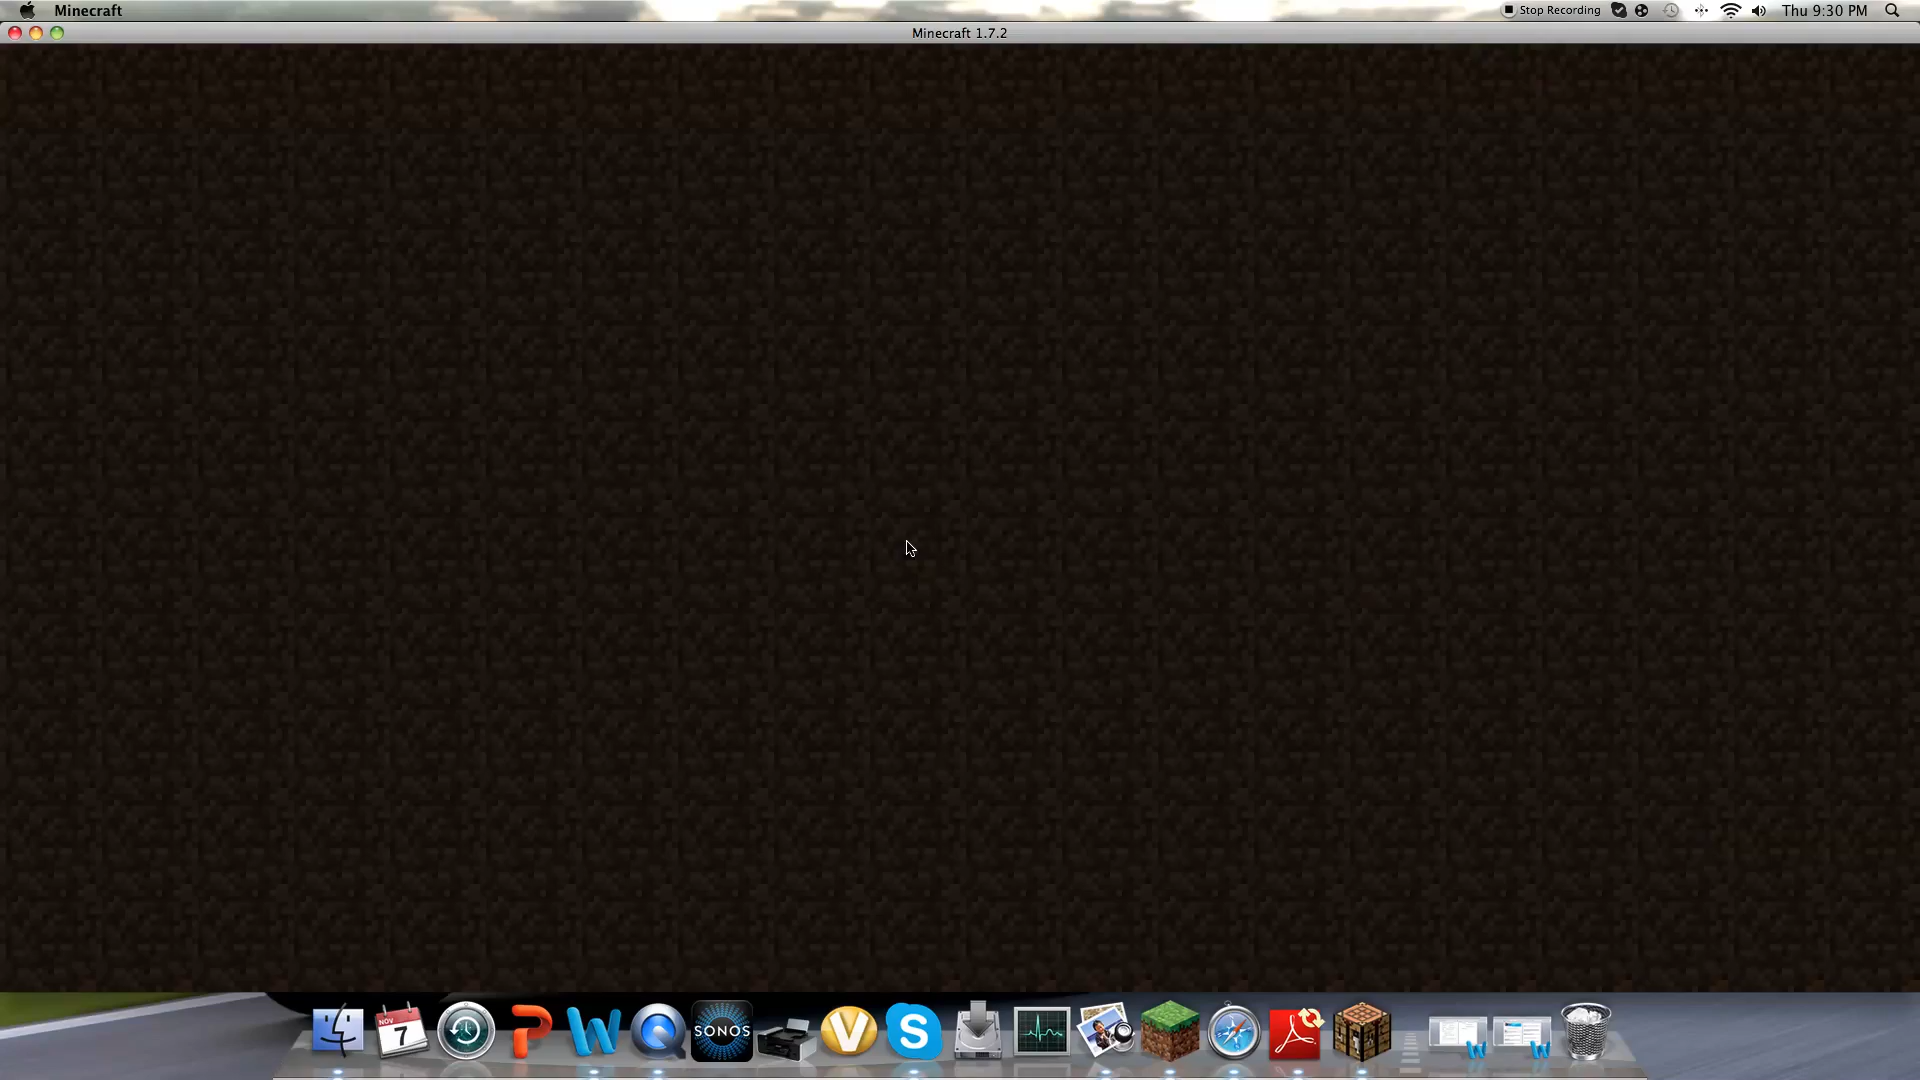 Minecraft
Stop Recording
Thu 9:30 PM
Minecraft 1.7.2
NOV
7
SONOS